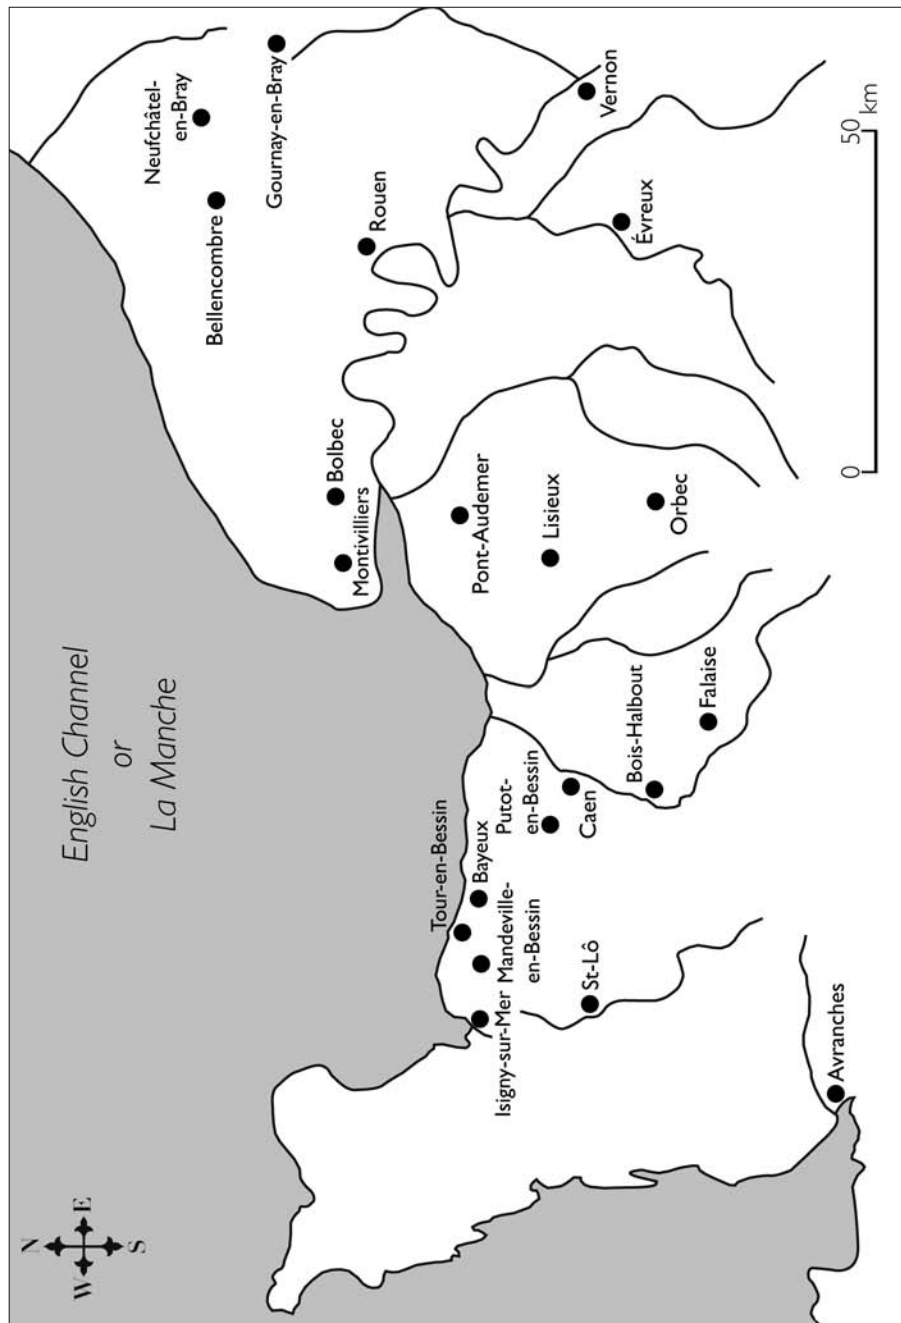 English Channel
or
La Manche
N
W
E
S
Neufchâtel-
en-Bray
Gournay-en-Bray
Bellencombre
Rouen
Vernon
Évreux
Bolbec
Montivilliers
Pont-Audemer
Lisieux
Orbec
Tour-en-Bessin
Bayeux
Putot-
en-Bessin
Caen
Bois-Halbout
Falaise
Isigny-sur-Mer
Mandeville-
en-Bessin
St-Lô
Avranches
0
50
km